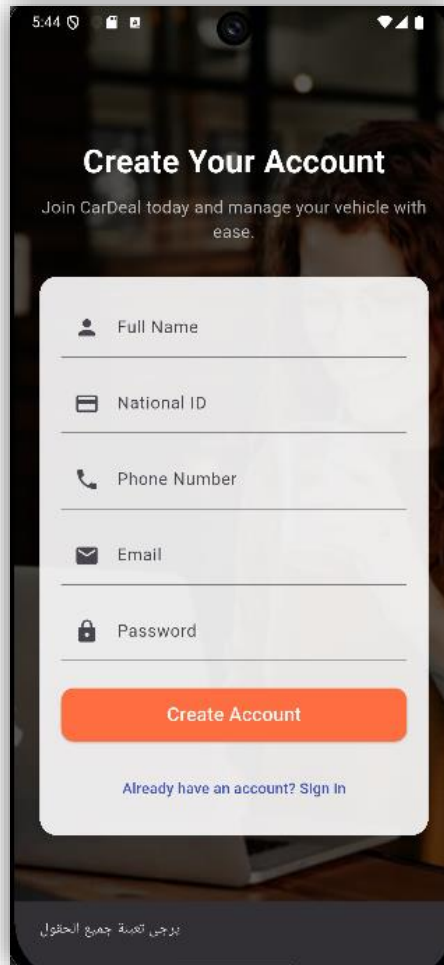 5:44
Create Your Account
Join CarDeal today and manage your vehicle with
ease.
Full Name
National ID
Phone Number
Email
Password
Create Account
Already have an account? Sign In
يرجى تعبئة جميع الحقول